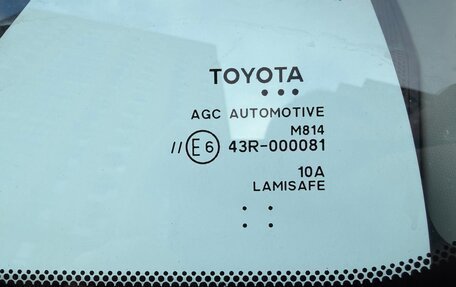 TOYOTA
AGC AUTOMOTIVE
M814
// E6 43R-000081
10A
LAMISAFE